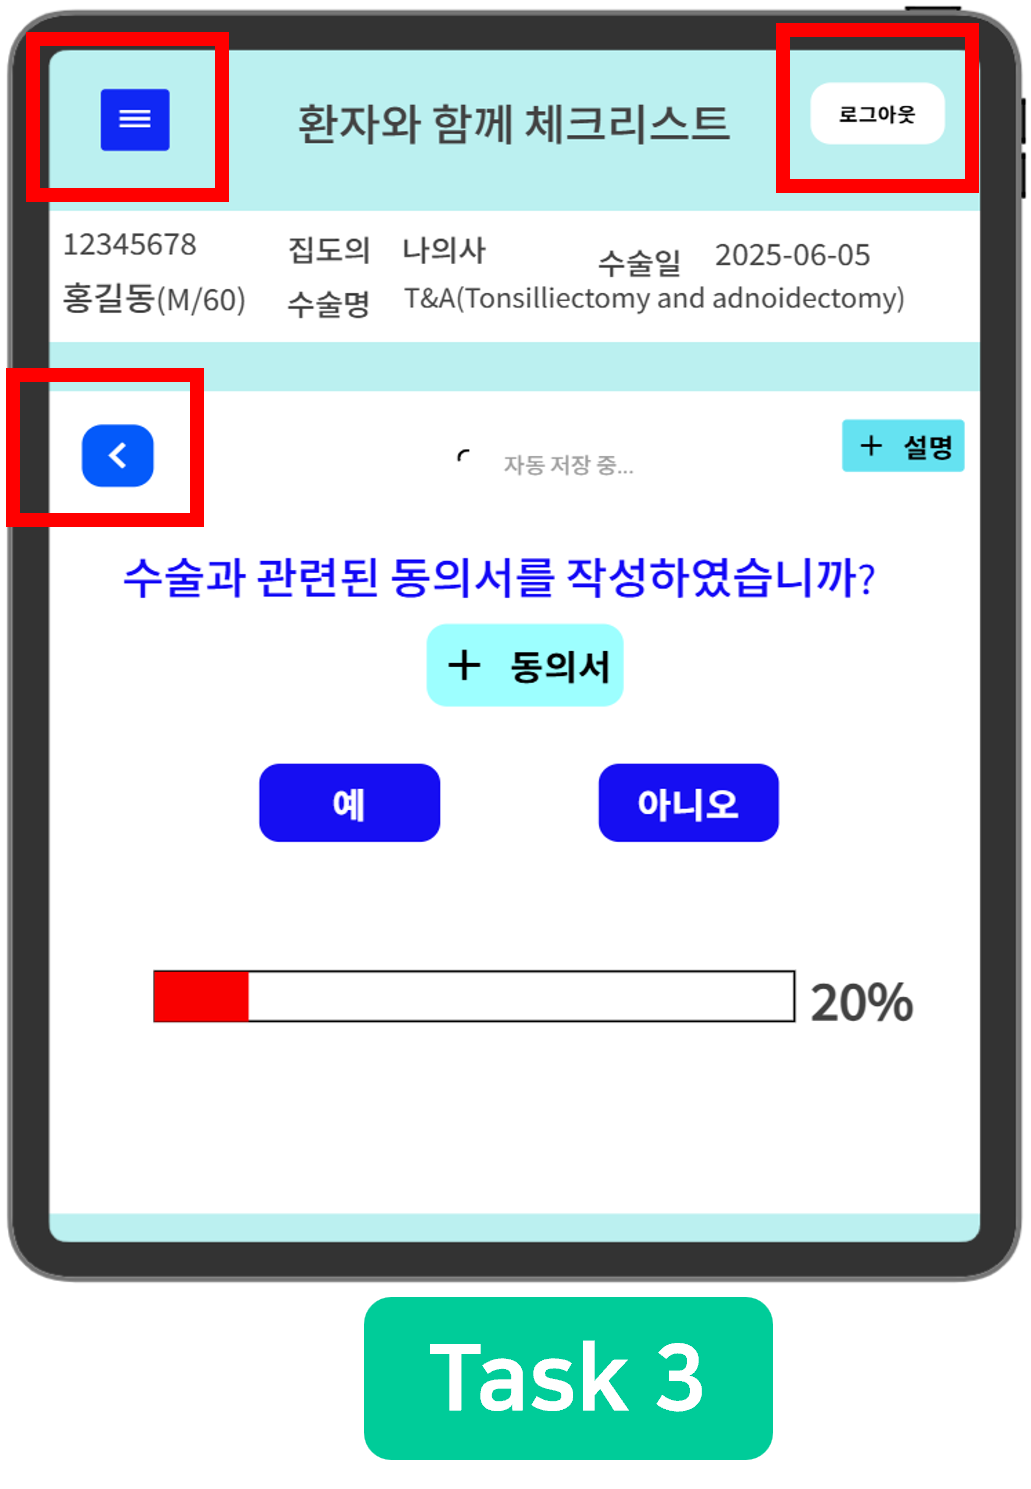 환자와 함께 체크리스트
로그아웃
12345678
집도의 나의사
수술일 2025-06-05
홍길동(M/60)
수술명 T&A(Tonsilliectomy and adnoidectomy)
자동 저장 중...
+ 설명
수술과 관련된 동의서를 작성하였습니까?
+ 동의서
예
아니오
20%
Task 3